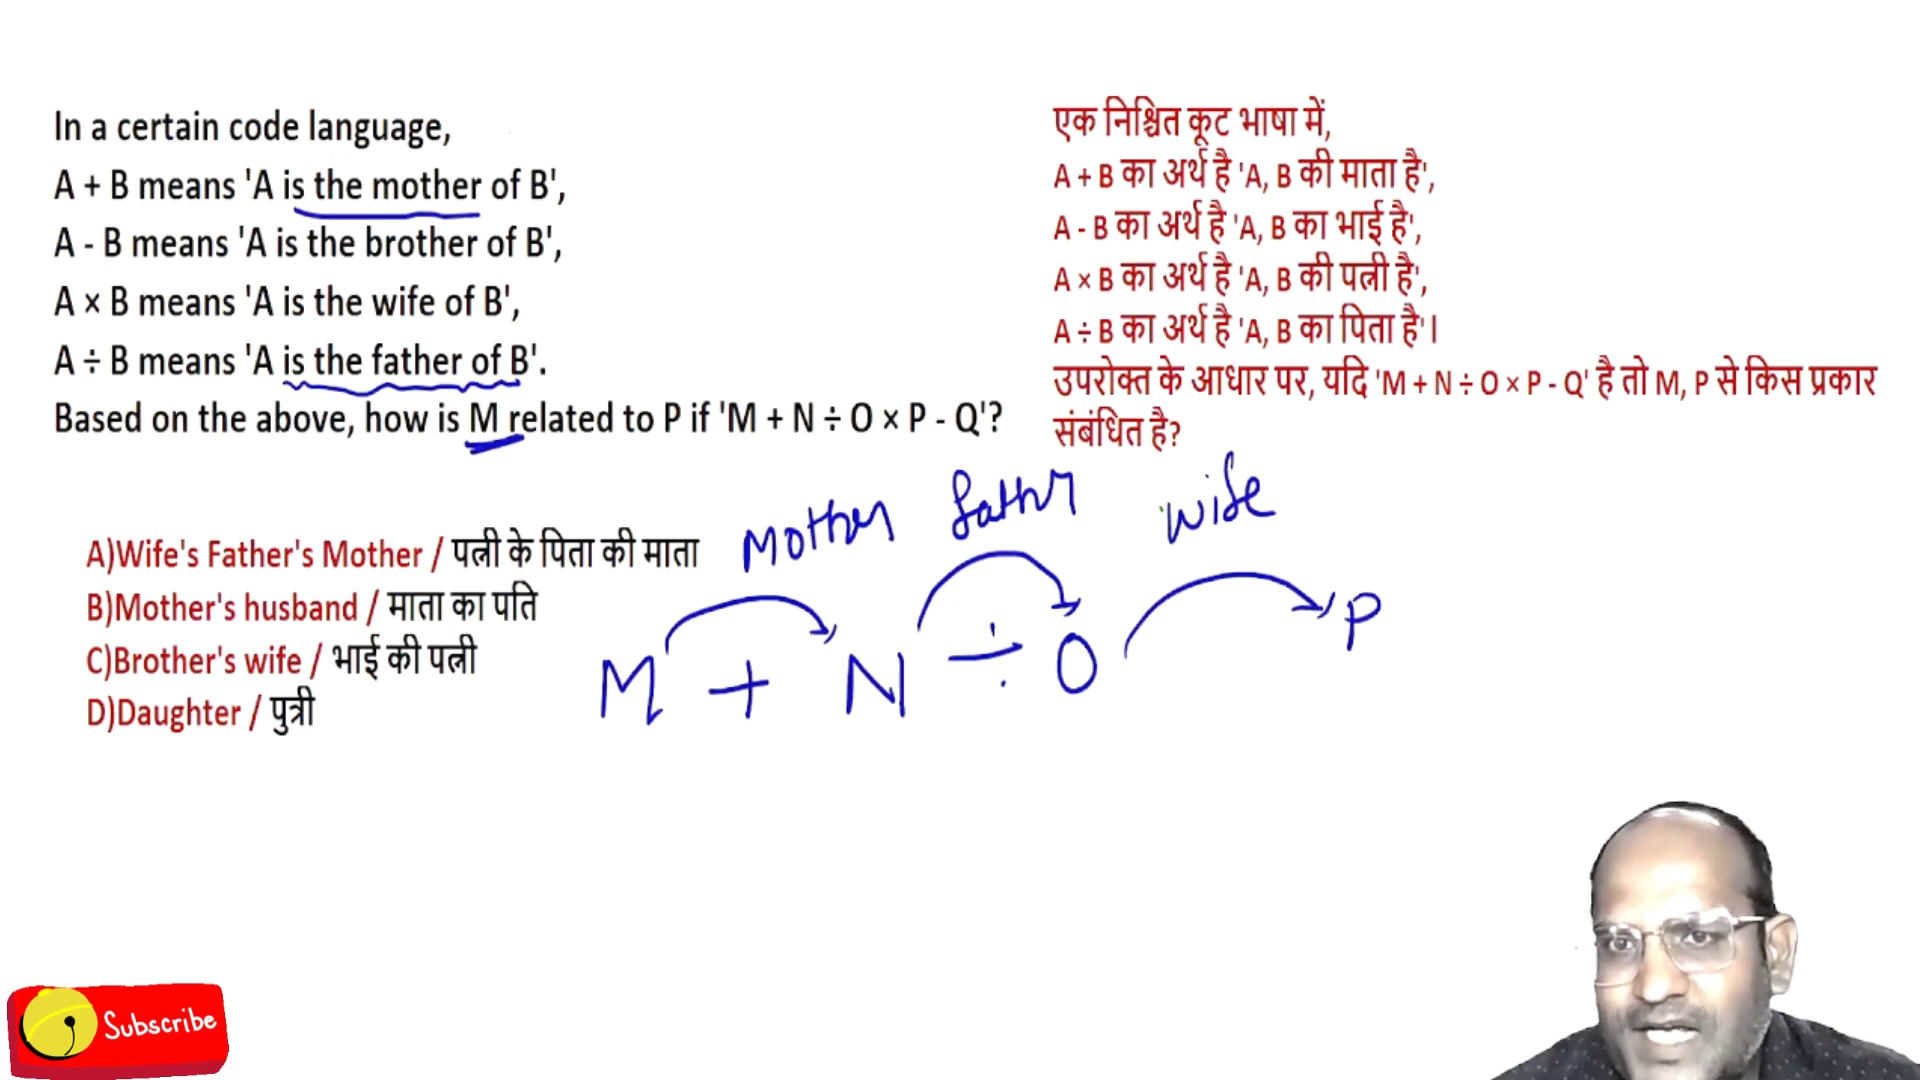 In a certain code language,
A + B means 'A is the mother of B',
A - B means 'A is the brother of B',
A × B means 'A is the wife of B',
A ÷ B means 'A is the father of B'.
Based on the above, how is M related to P if 'M + N ÷ O × P - Q'?
एक निश्चित कूट भाषा में,
A + B का अर्थ है 'A, B की माता है',
A - B का अर्थ है 'A, B का भाई है',
A × B का अर्थ है 'A, B की पत्नी है',
A ÷ B का अर्थ है 'A, B का पिता है'।
उपरोक्त के आधार पर, यदि 'M + N ÷ O × P - Q' है तो M, P से किस प्रकार
संबंधित है?
A)Wife's Father's Mother / पत्नी के पिता की माता
B)Mother's husband / माता का पति
C)Brother's wife / भाई की पत्नी
D)Daughter / पुत्री
Mother father wife
M + N ÷ O P
Subscribe